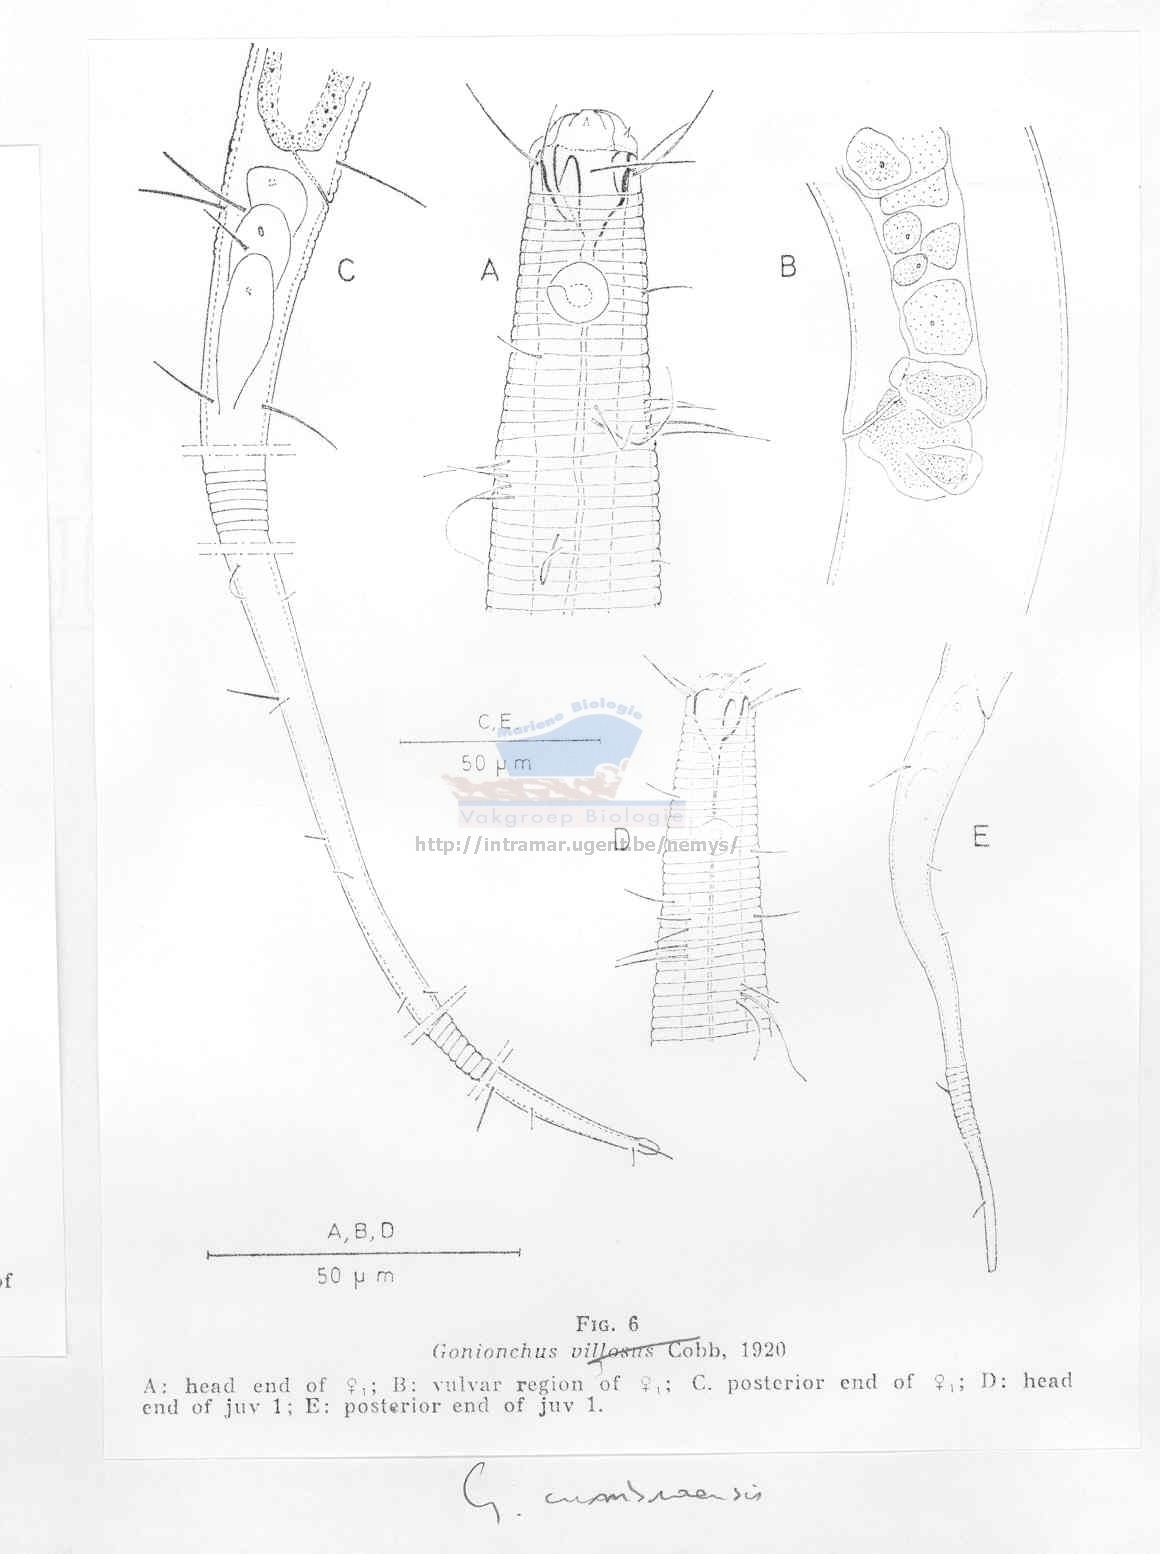 C
A
B
C,E.
50 µm
Mariene Biologie
Vakgroep Biologie
http://intramar.ugent.be/nemys/
D
E
of
A,B,D
50 µm
FIG. 6
Gonionchus villosus Cobb, 1920
A: head end of ♀₁; B: vulvar region of ♀₁; C. posterior end of ♀₁; D: head
end of juv 1; E: posterior end of juv 1.
G. cumbraensis